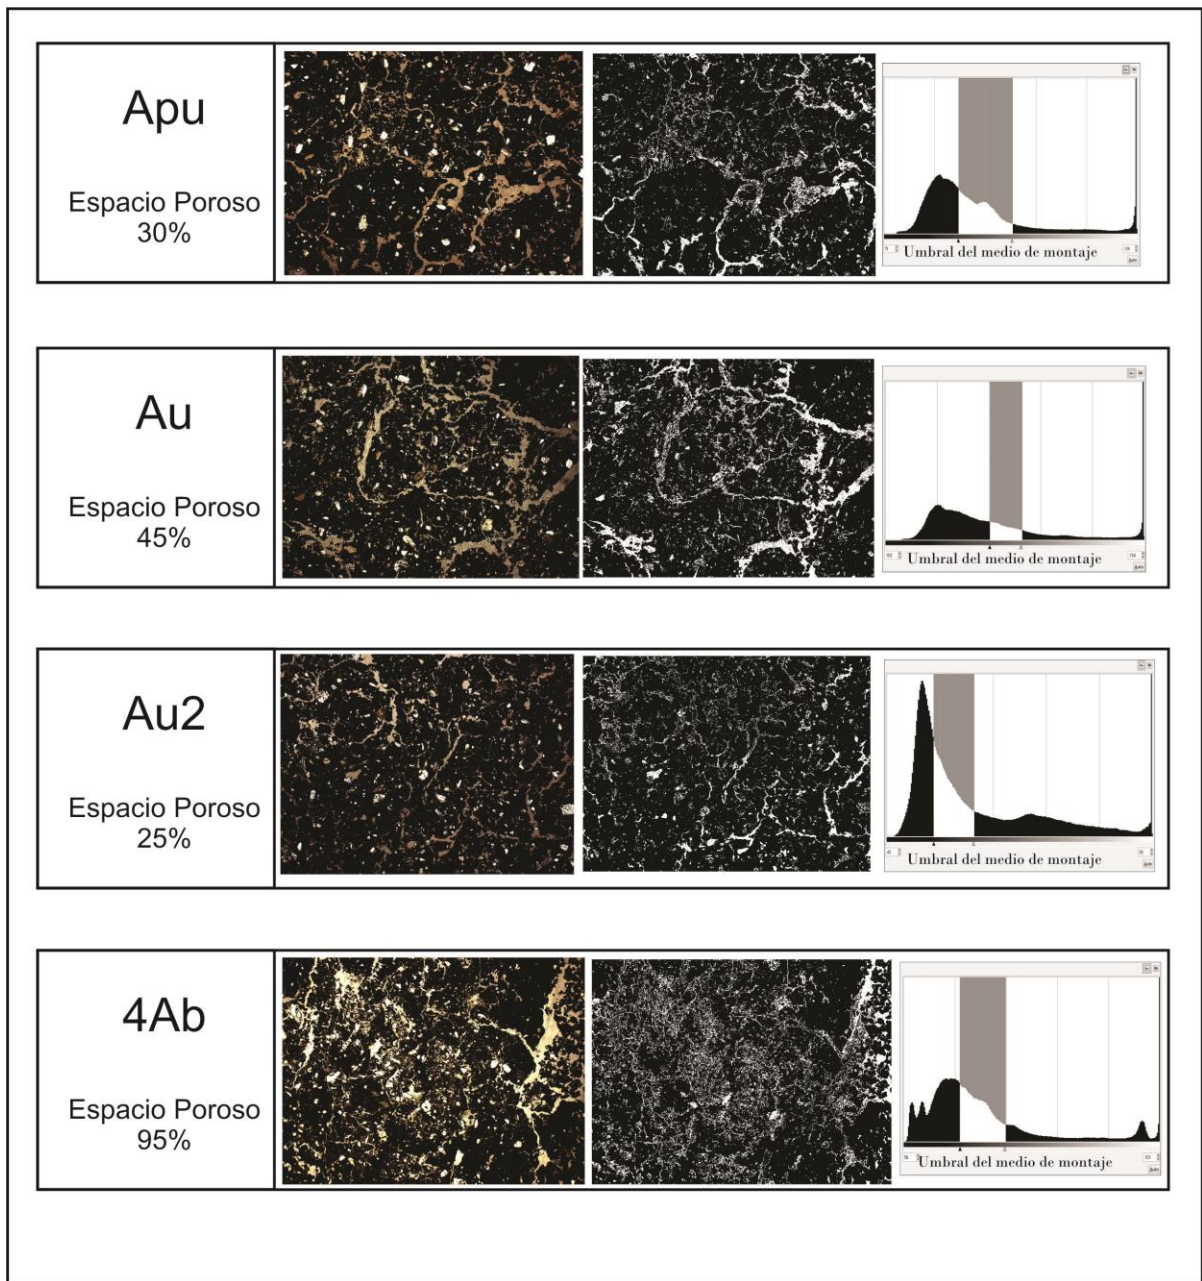 Apu
Espacio Poroso
30%
Umbral del medio de montaje
Au
Espacio Poroso
45%
Umbral del medio de montaje
Au2
Espacio Poroso
25%
Umbral del medio de montaje
4Ab
Espacio Poroso
95%
Umbral del medio de montaje